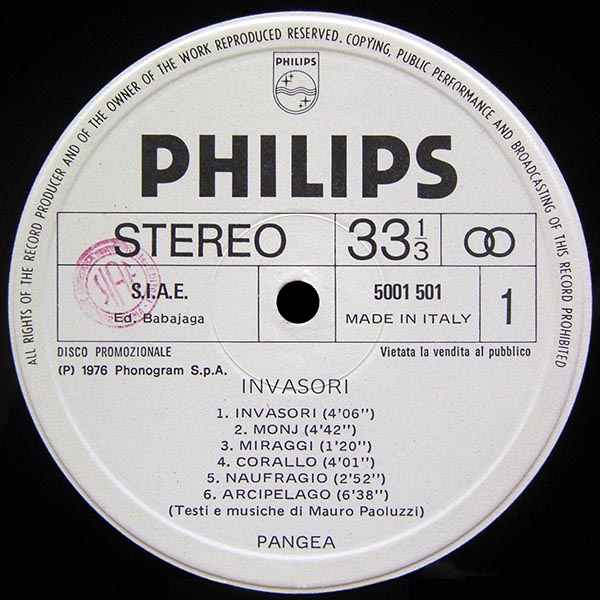 ALL RIGHTS OF THE RECORD PRODUCER AND OF THE OWNER OF THE WORK REPRODUCED RESERVED. COPYING, PUBLIC PERFORMANCE AND BROADCASTING OF THIS RECORD PROHIBITED
PHILIPS
PHILIPS
STEREO 33 1/3
S.I.A.E. 5001 501 1
Ed. Babajaga MADE IN ITALY
DISCO PROMOZIONALE Vietata la vendita al pubblico
(P) 1976 Phonogram S.p.A.
INVASORI
1. INVASORI (4'06")
2. MONJ (4'42")
3. MIRAGGI (1'20")
4. CORALLO (4'01")
5. NAUFRAGIO (2'52")
6. ARCIPELAGO (6'38")
(Testi e musiche di Mauro Paoluzzi)
PANGEA